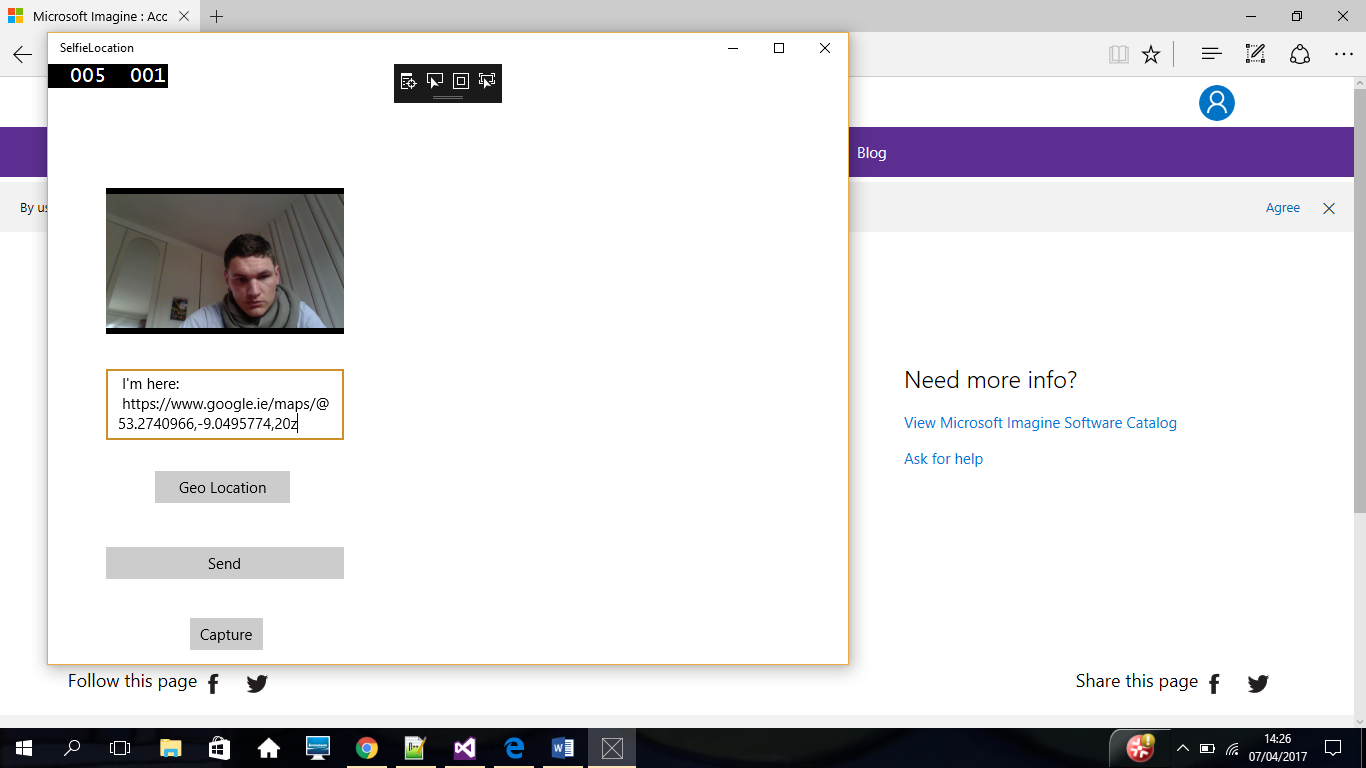 Microsoft Imagine : Acc
SelfieLocation
005 001
Blog
By us
Agree
I'm here:
https://www.google.ie/maps/@
53.2740966,-9.0495774,20z
Geo Location
Send
Capture
Need more info?
View Microsoft Imagine Software Catalog
Ask for help
Follow this page
Share this page
14:26
07/04/2017